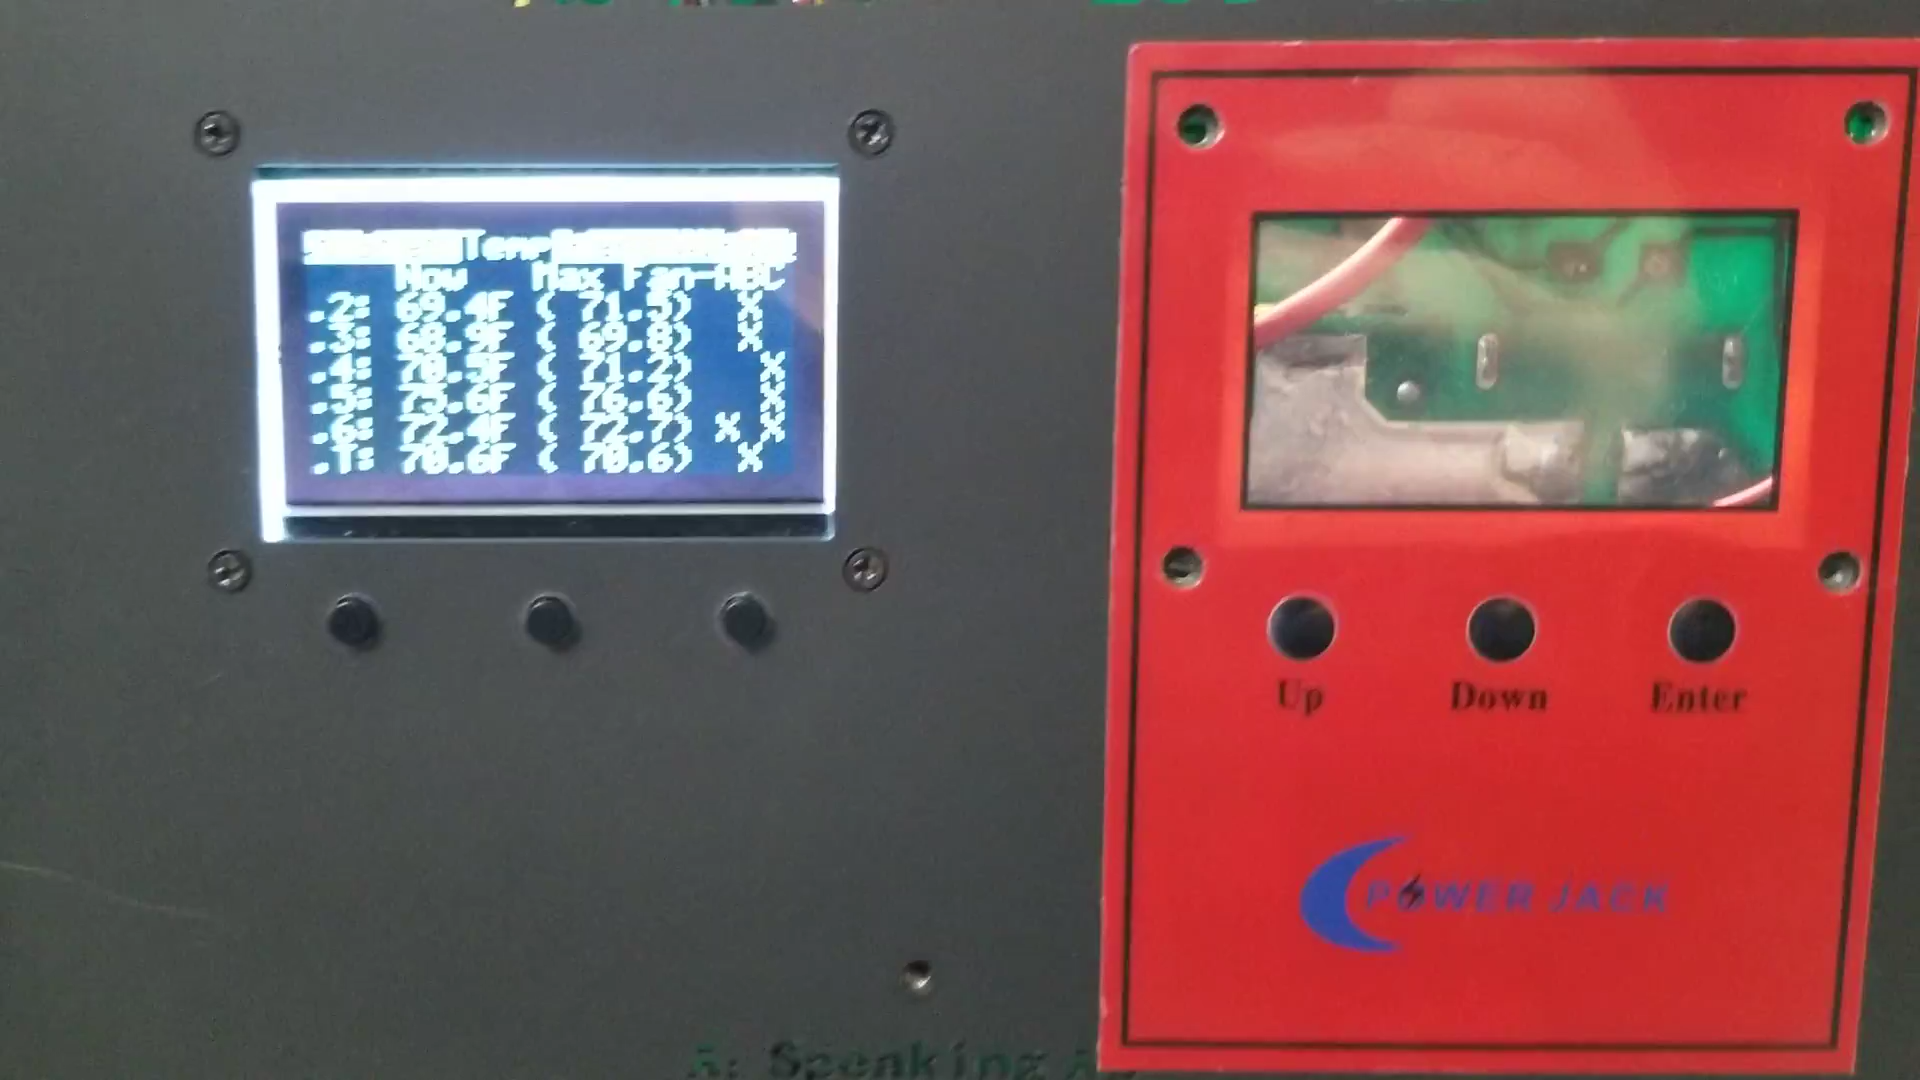 Temp
Now Max Fan-ABC
.2: 69.4F ( 71.5) X
.3: 68.9F ( 69.8) X
.4: 70.5F ( 71.2) X
.5: 75.6F ( 76.6) X
.6: 72.4F ( 72.7) X X
.T: 70.6F ( 70.6) X
Up Down Enter
POWER JACK
Speaking